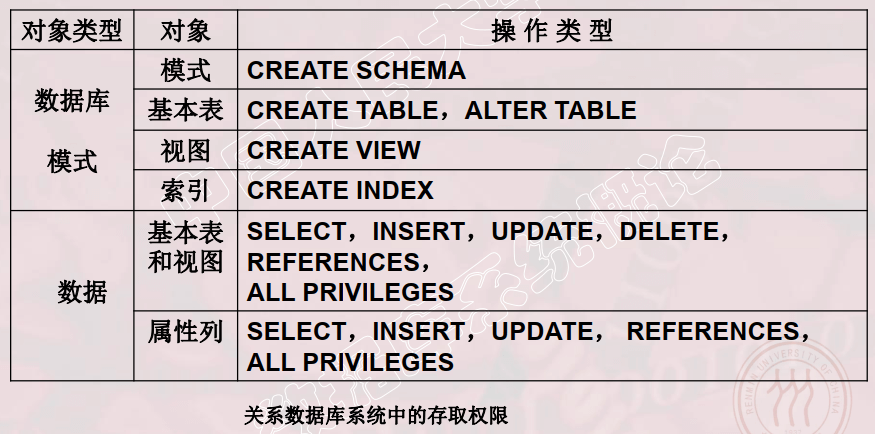 对象类型 对象 操作类型
数据库模式 模式 CREATE SCHEMA
基本表 CREATE TABLE，ALTER TABLE
视图 CREATE VIEW
索引 CREATE INDEX
数据 基本表和视图 SELECT，INSERT，UPDATE，DELETE，
REFERENCES，
ALL PRIVILEGES
属性列 SELECT，INSERT，UPDATE， REFERENCES，
ALL PRIVILEGES
关系数据库系统中的存取权限